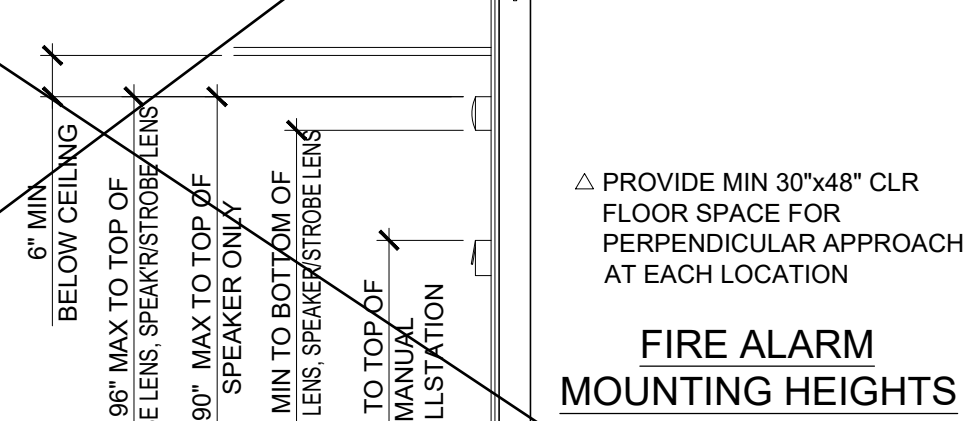 6" MIN
BELOW CEILING
96" MAX TO TOP OF
E LENS, SPEAK'R/STROBE LENS
90" MAX TO TOP OF
SPEAKER ONLY
MIN TO BOTTOM OF
LENS, SPEAKER/STROBE LENS
TO TOP OF
MANUAL
LLSTATION
△ PROVIDE MIN 30"x48" CLR
FLOOR SPACE FOR
PERPENDICULAR APPROACH
AT EACH LOCATION
FIRE ALARM
MOUNTING HEIGHTS